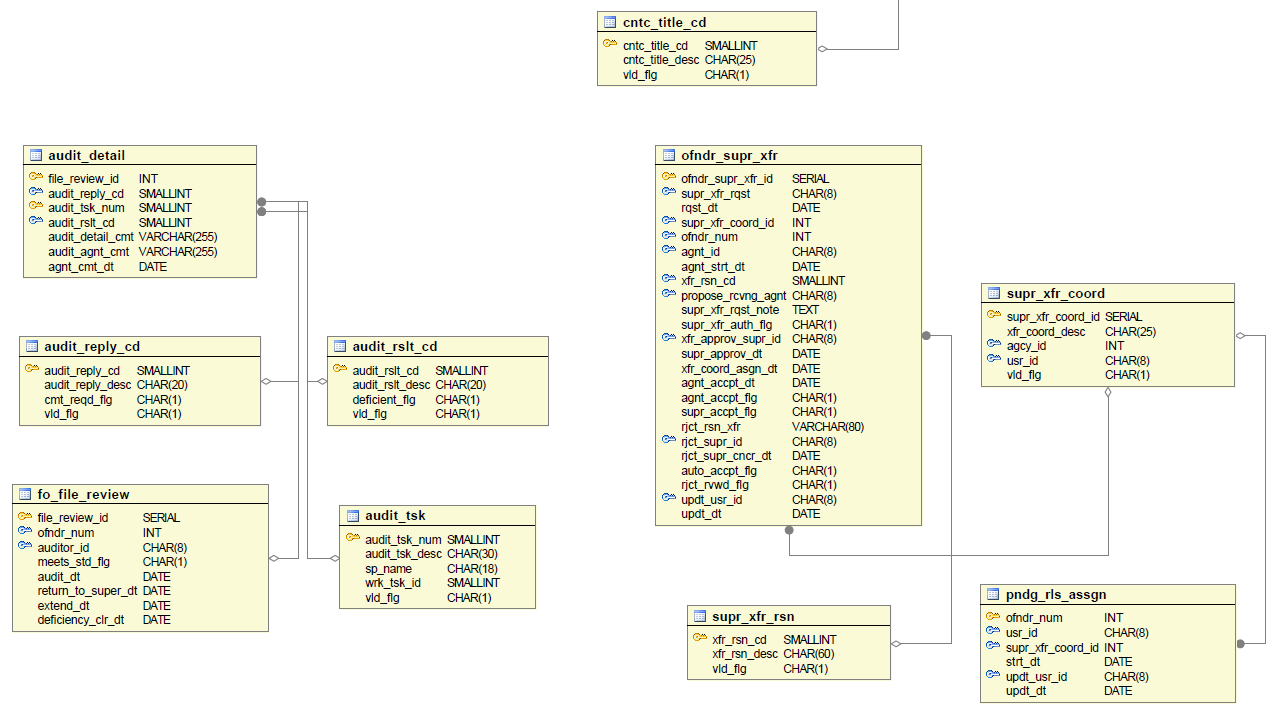 cntc_title_cd
cntc_title_cd SMALLINT
cntc_title_desc CHAR(25)
vld_flg CHAR(1)
audit_detail
file_review_id INT
audit_reply_cd SMALLINT
audit_tsk_num SMALLINT
audit_rslt_cd SMALLINT
audit_detail_cmt VARCHAR(255)
audit_agnt_cmt VARCHAR(255)
agnt_cmt_dt DATE
ofndr_supr_xfr
ofndr_supr_xfr_id SERIAL
supr_xfr_rqst CHAR(8)
rqst_dt DATE
supr_xfr_coord_id INT
ofndr_num INT
agnt_id CHAR(8)
agnt_strt_dt DATE
xfr_rsn_cd SMALLINT
propose_rcvng_agnt CHAR(8)
supr_xfr_rqst_note TEXT
supr_xfr_auth_flg CHAR(1)
xfr_approv_supr_id CHAR(8)
supr_approv_dt DATE
xfr_coord_asgn_dt DATE
agnt_accpt_dt DATE
agnt_accpt_flg CHAR(1)
supr_accpt_flg CHAR(1)
rjct_rsn_xfr VARCHAR(80)
rjct_supr_id CHAR(8)
rjct_supr_cncr_dt DATE
auto_accpt_flg CHAR(1)
rjct_rvwd_flg CHAR(1)
updt_usr_id CHAR(8)
updt_dt DATE
supr_xfr_coord
supr_xfr_coord_id SERIAL
xfr_coord_desc CHAR(25)
agcy_id INT
usr_id CHAR(8)
vld_flg CHAR(1)
audit_reply_cd
audit_reply_cd SMALLINT
audit_reply_desc CHAR(20)
cmt_reqd_flg CHAR(1)
vld_flg CHAR(1)
audit_rslt_cd
audit_rslt_cd SMALLINT
audit_rslt_desc CHAR(20)
deficient_flg CHAR(1)
vld_flg CHAR(1)
fo_file_review
file_review_id SERIAL
ofndr_num INT
auditor_id CHAR(8)
meets_std_flg CHAR(1)
audit_dt DATE
return_to_super_dt DATE
extend_dt DATE
deficiency_clr_dt DATE
audit_tsk
audit_tsk_num SMALLINT
audit_tsk_desc CHAR(30)
sp_name CHAR(18)
wrk_tsk_id SMALLINT
vld_flg CHAR(1)
supr_xfr_rsn
xfr_rsn_cd SMALLINT
xfr_rsn_desc CHAR(60)
vld_flg CHAR(1)
pndg_rls_assgn
ofndr_num INT
usr_id CHAR(8)
supr_xfr_coord_id INT
strt_dt DATE
updt_usr_id CHAR(8)
updt_dt DATE